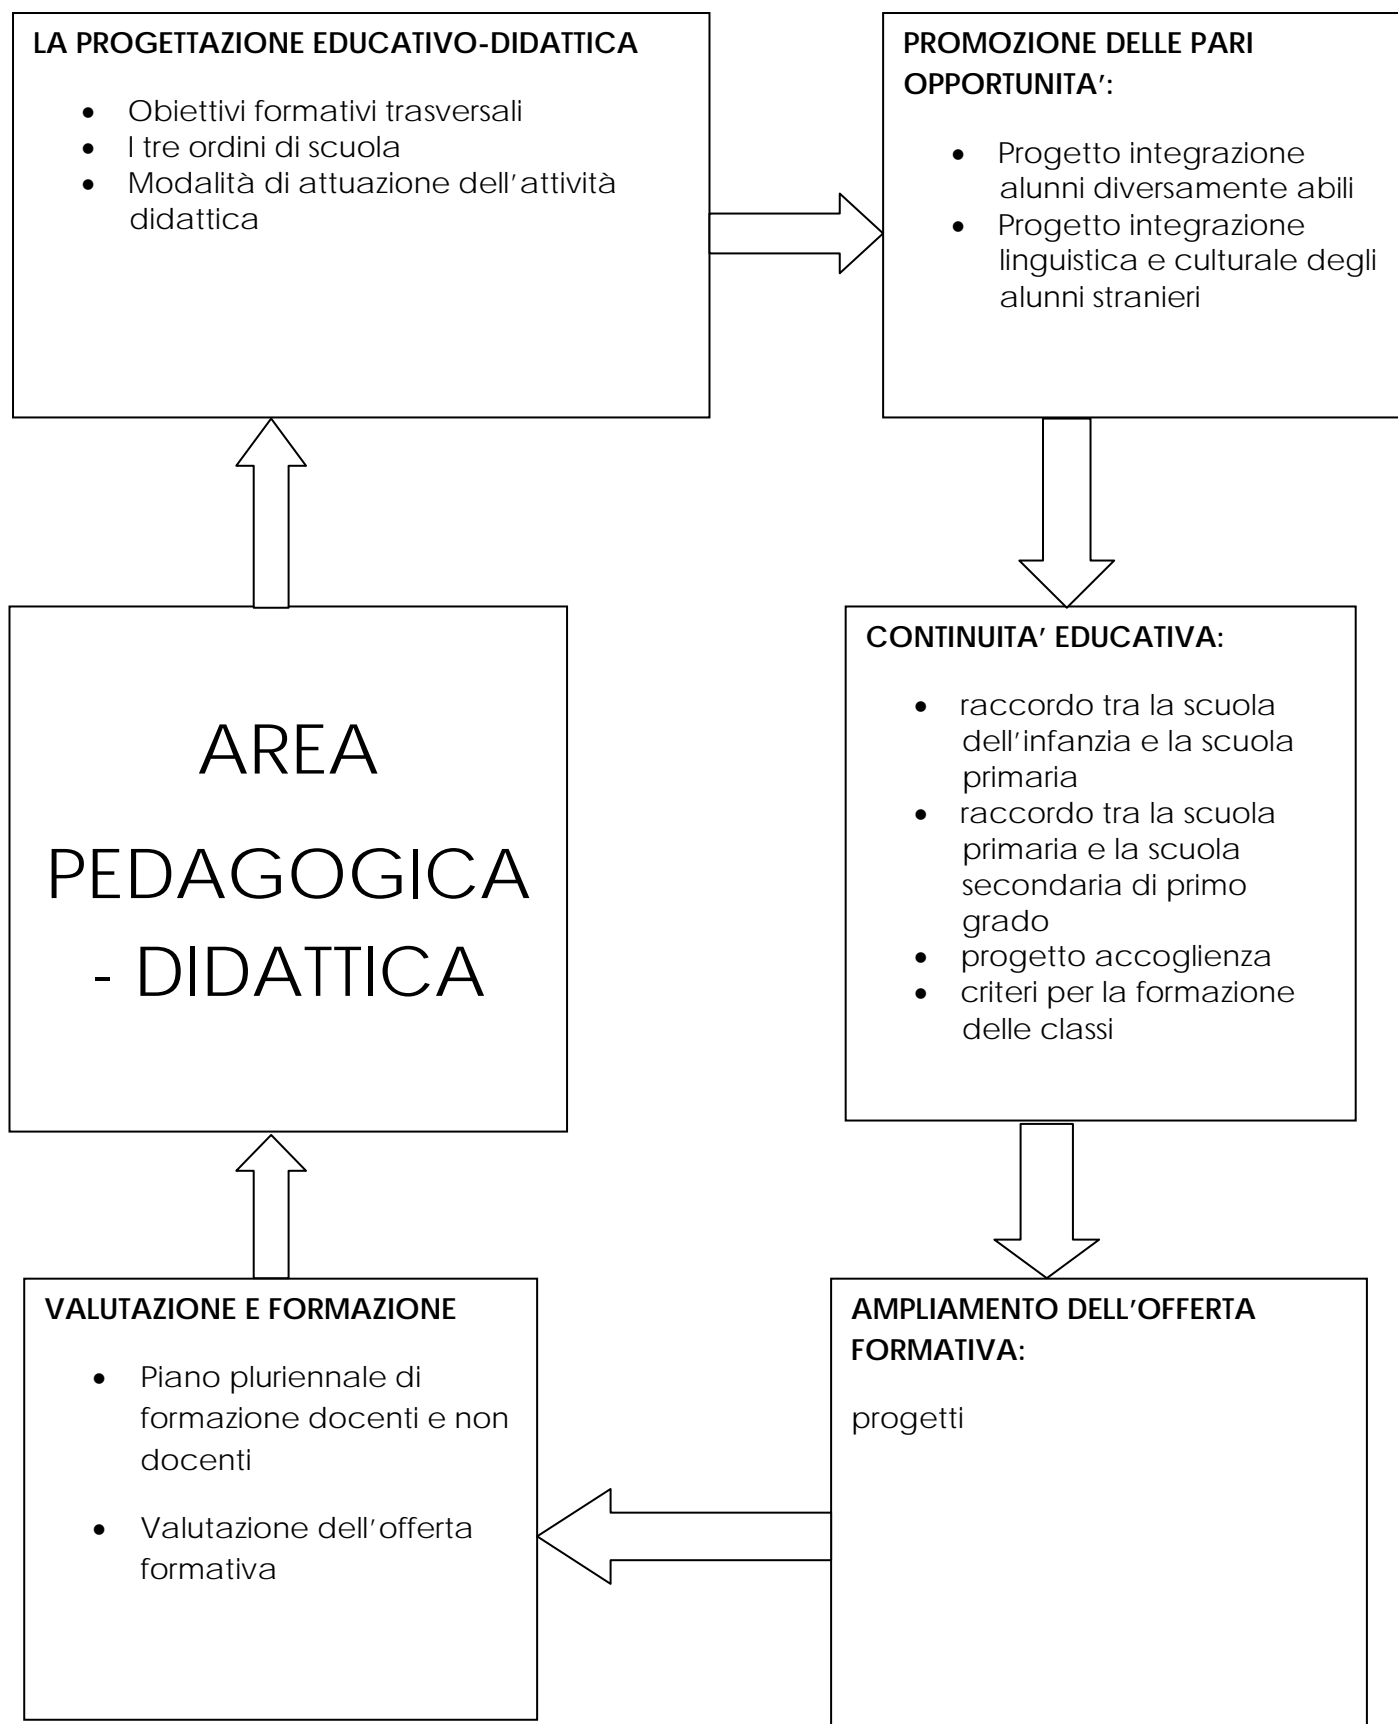 LA PROGETTAZIONE EDUCATIVO-DIDATTICA
• Obiettivi formativi trasversali
• I tre ordini di scuola
• Modalità di attuazione dell’attività
didattica
PROMOZIONE DELLE PARI
OPPORTUNITA’:
• Progetto integrazione
alunni diversamente abili
• Progetto integrazione
linguistica e culturale degli
alunni stranieri
AREA
PEDAGOGICA
- DIDATTICA
CONTINUITA’ EDUCATIVA:
• raccordo tra la scuola
dell’infanzia e la scuola
primaria
• raccordo tra la scuola
primaria e la scuola
secondaria di primo
grado
• progetto accoglienza
• criteri per la formazione
delle classi
VALUTAZIONE E FORMAZIONE
• Piano pluriennale di
formazione docenti e non
docenti
• Valutazione dell’offerta
formativa
AMPLIAMENTO DELL’OFFERTA
FORMATIVA:
progetti